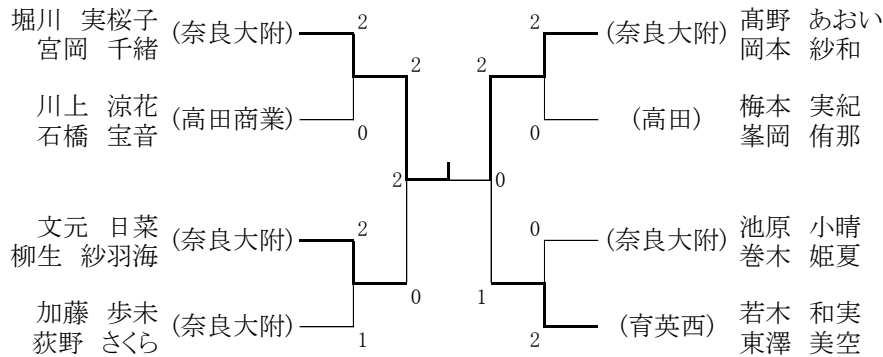 堀川 実桜子
宮岡 千緒
(奈良大附)
2
川上 涼花
石橋 宝音
(高田商業)
0
2
文元 日菜
柳生 紗羽海
(奈良大附)
2
加藤 歩未
荻野 さくら
(奈良大附)
1
0
2
0
髙野 あおい
岡本 紗和
(奈良大附)
2
梅本 実紀
峯岡 侑那
(高田)
0
2
池原 小晴
巻木 姫夏
(奈良大附)
0
若木 和実
東澤 美空
(育英西)
2
1